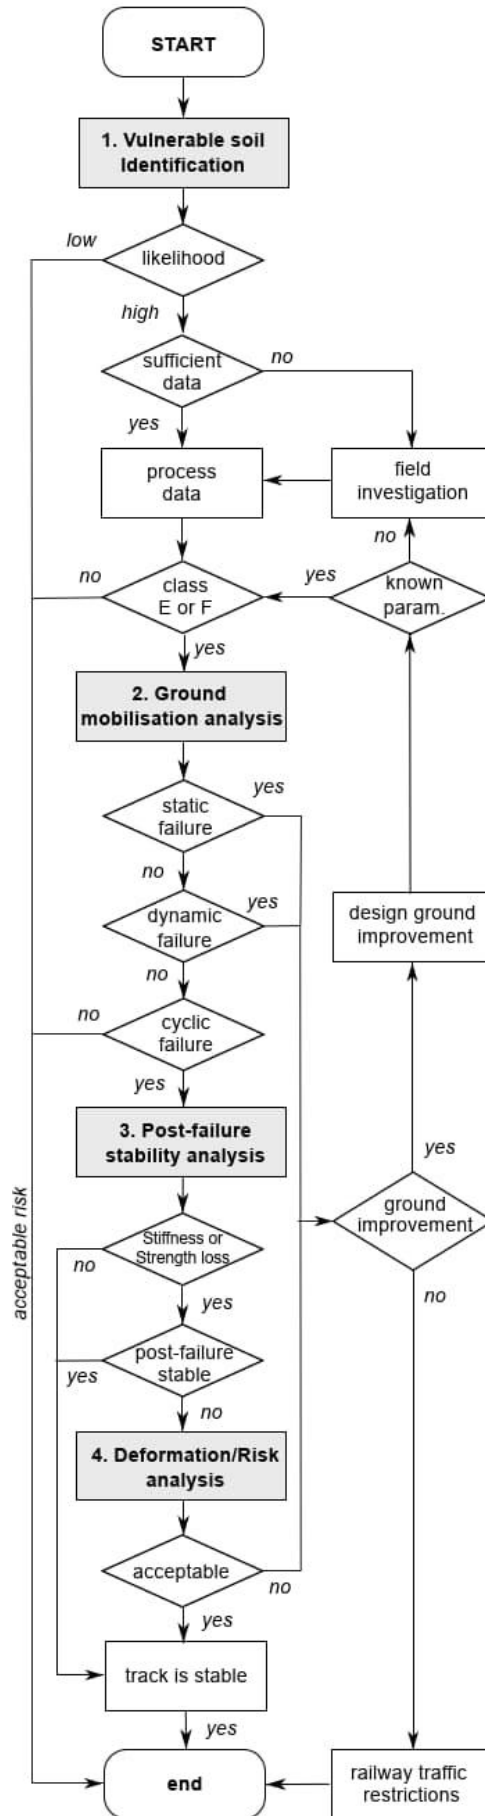 START
1. Vulnerable soil
Identification
low
likelihood
high
sufficient
data
no
yes
process
data
field
investigation
no
no
class
E or F
yes
known
param.
yes
2. Ground
mobilisation analysis
static
failure
yes
no
dynamic
failure
yes
design ground
improvement
no
no
cyclic
failure
yes
3. Post-failure
stability analysis
yes
ground
improvement
Stiffness or
Strength loss
no
no
yes
acceptable risk
post-failure
stable
yes
no
4. Deformation/Risk
analysis
acceptable
no
yes
track is stable
yes
end
railway traffic
restrictions